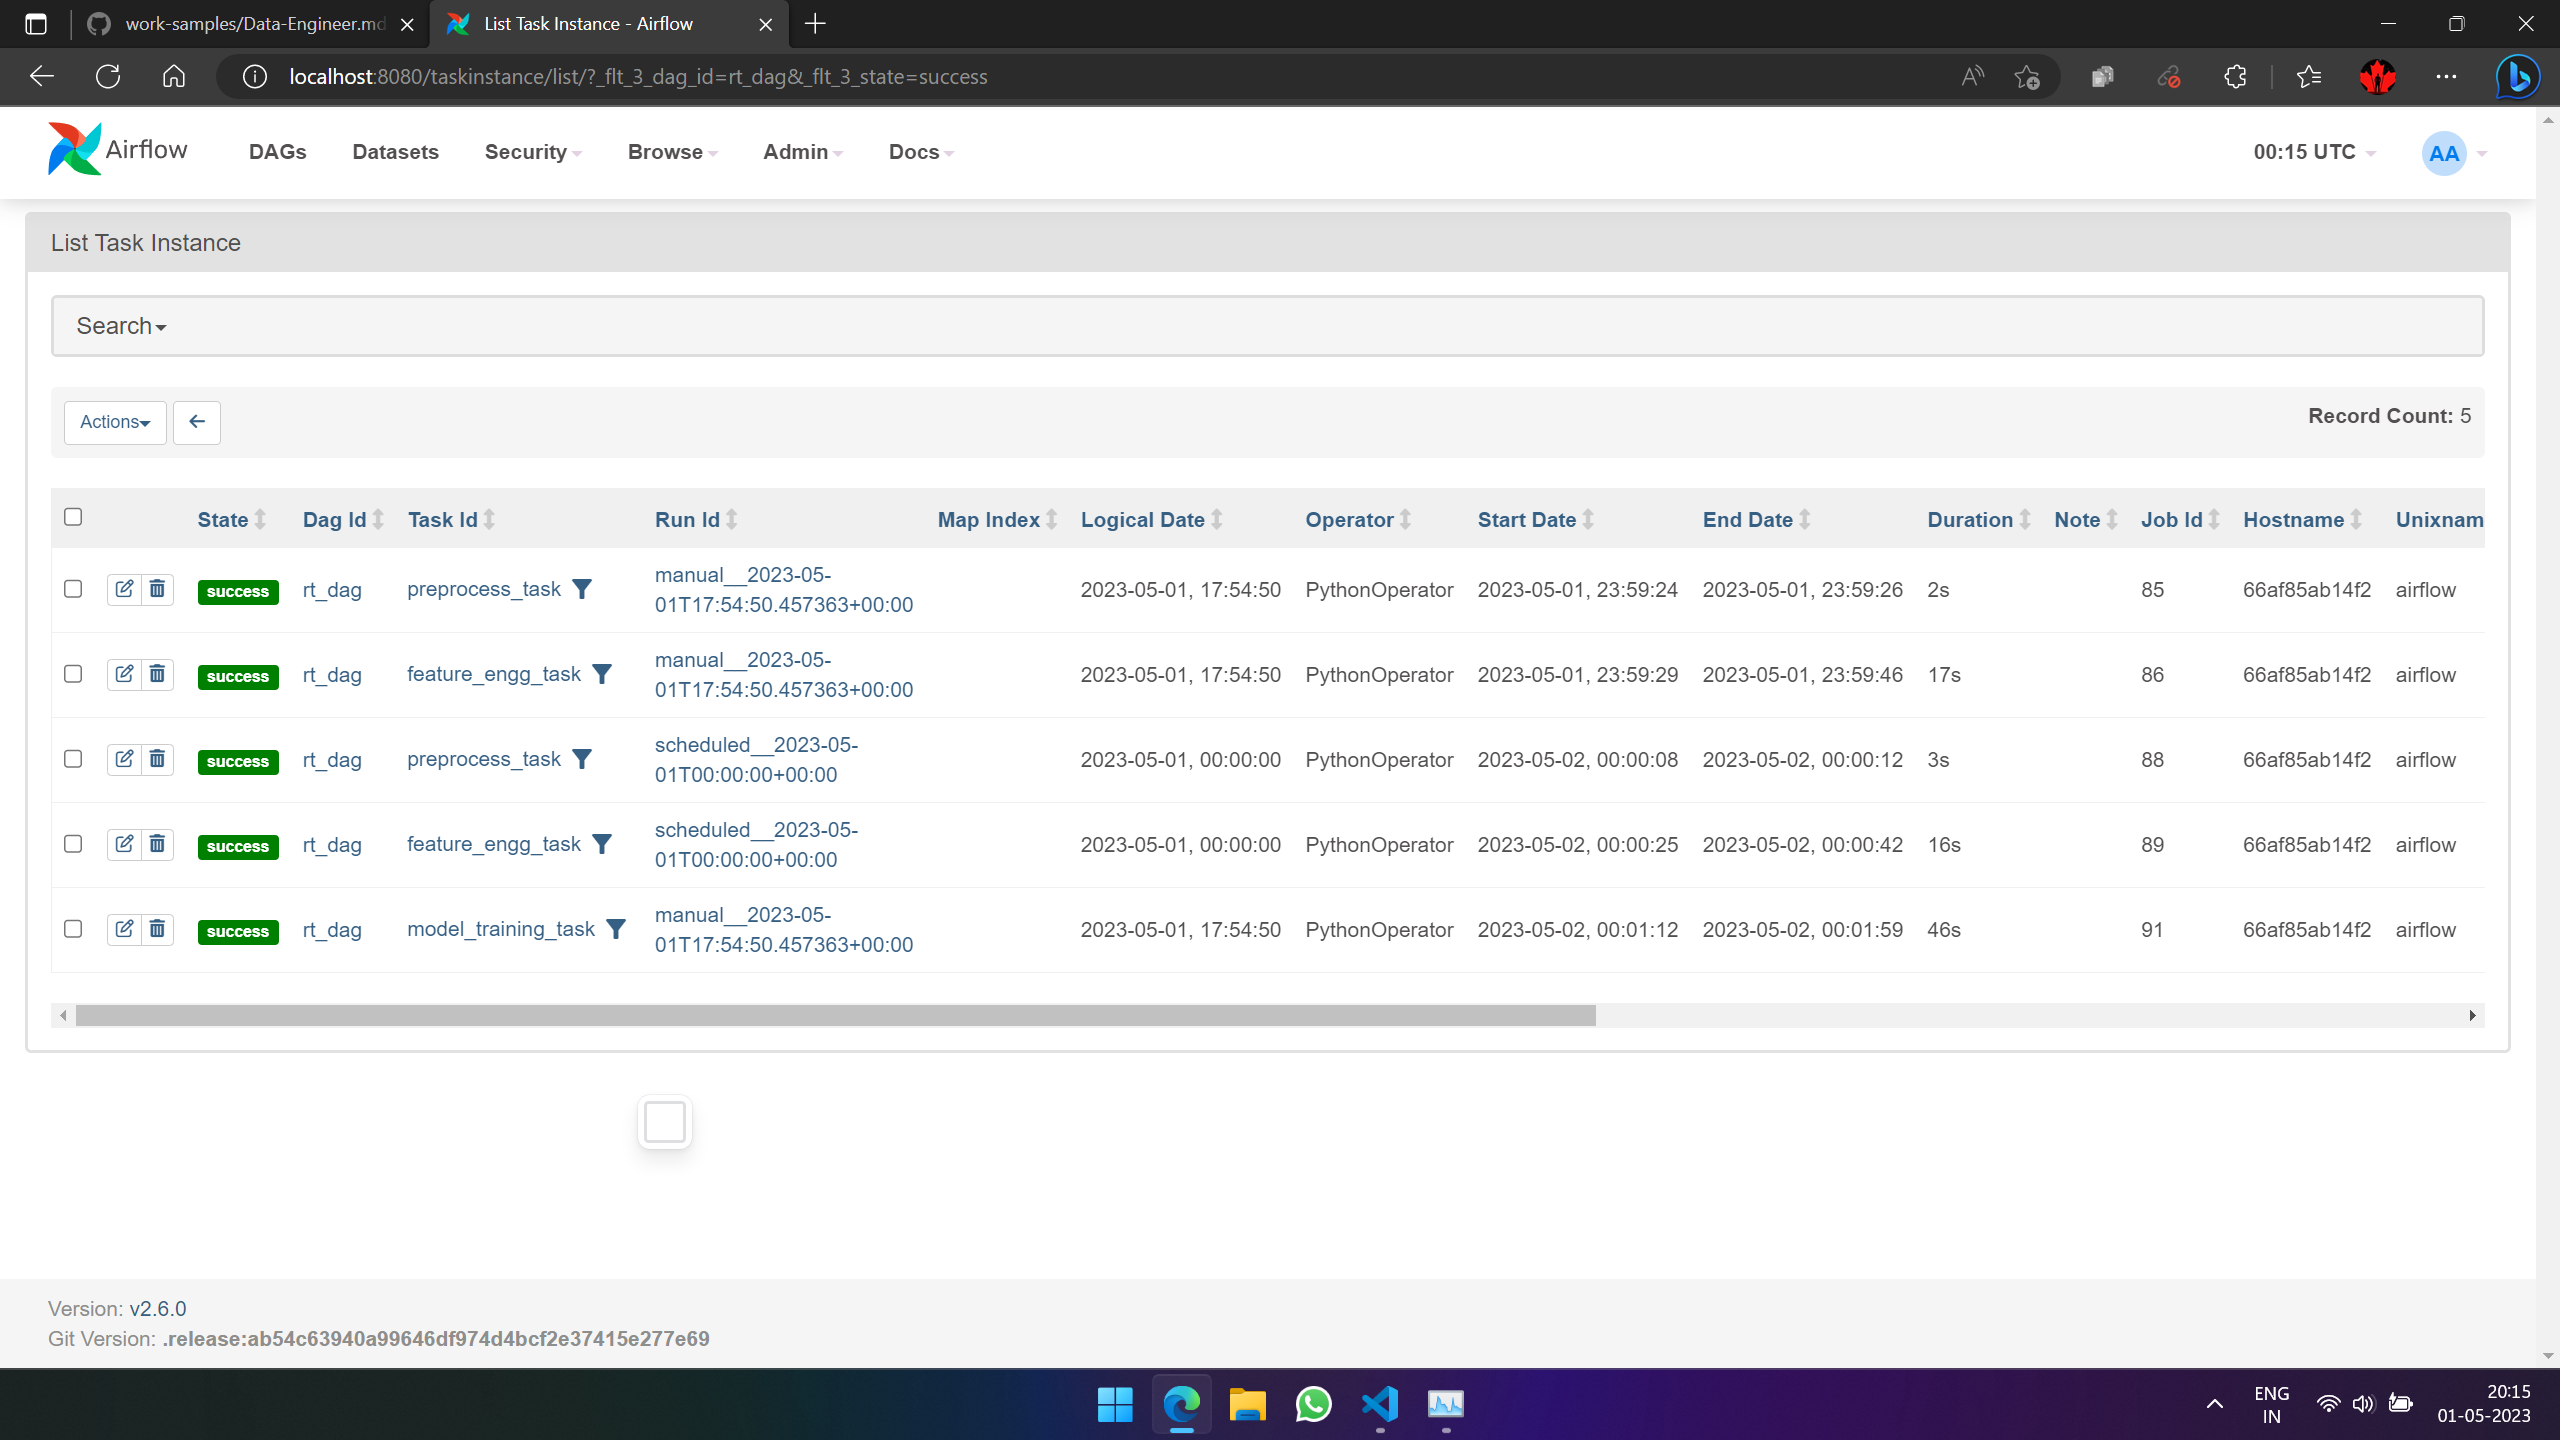 work-samples/Data-Engineer.md
List Task Instance - Airflow
localhost:8080/taskinstance/list/?_flt_3_dag_id=rt_dag&_flt_3_state=success
Airflow DAGs Datasets Security Browse Admin Docs 00:15 UTC AA
List Task Instance
Search
Actions
Record Count: 5
State Dag Id Task Id Run Id Map Index Logical Date Operator Start Date End Date Duration Note Job Id Hostname Unixnam
success rt_dag preprocess_task manual__2023-05-
01T17:54:50.457363+00:00 2023-05-01, 17:54:50 PythonOperator 2023-05-01, 23:59:24 2023-05-01, 23:59:26 2s 85 66af85ab14f2 airflow
success rt_dag feature_engg_task manual__2023-05-
01T17:54:50.457363+00:00 2023-05-01, 17:54:50 PythonOperator 2023-05-01, 23:59:29 2023-05-01, 23:59:46 17s 86 66af85ab14f2 airflow
success rt_dag preprocess_task scheduled__2023-05-
01T00:00:00+00:00 2023-05-01, 00:00:00 PythonOperator 2023-05-02, 00:00:08 2023-05-02, 00:00:12 3s 88 66af85ab14f2 airflow
success rt_dag feature_engg_task scheduled__2023-05-
01T00:00:00+00:00 2023-05-01, 00:00:00 PythonOperator 2023-05-02, 00:00:25 2023-05-02, 00:00:42 16s 89 66af85ab14f2 airflow
success rt_dag model_training_task manual__2023-05-
01T17:54:50.457363+00:00 2023-05-01, 17:54:50 PythonOperator 2023-05-02, 00:01:12 2023-05-02, 00:01:59 46s 91 66af85ab14f2 airflow
Version: v2.6.0
Git Version: .release:ab54c63940a99646df974d4bcf2e37415e277e69
ENG
IN
20:15
01-05-2023